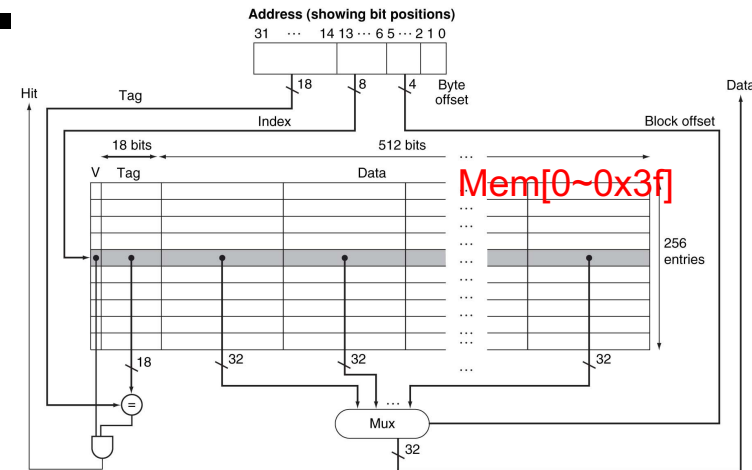 Address (showing bit positions)
31 ··· 14 13 ··· 6 5 ··· 2 1 0
18 8 4 Byte
offset
Hit
Tag
Data
Index
Block offset
18 bits
512 bits
...
V Tag
Data
Mem[0~0x3f]
...
...
...
...
256
entries
...
...
...
...
...
18
32
32
32
...
=
...
Mux
32